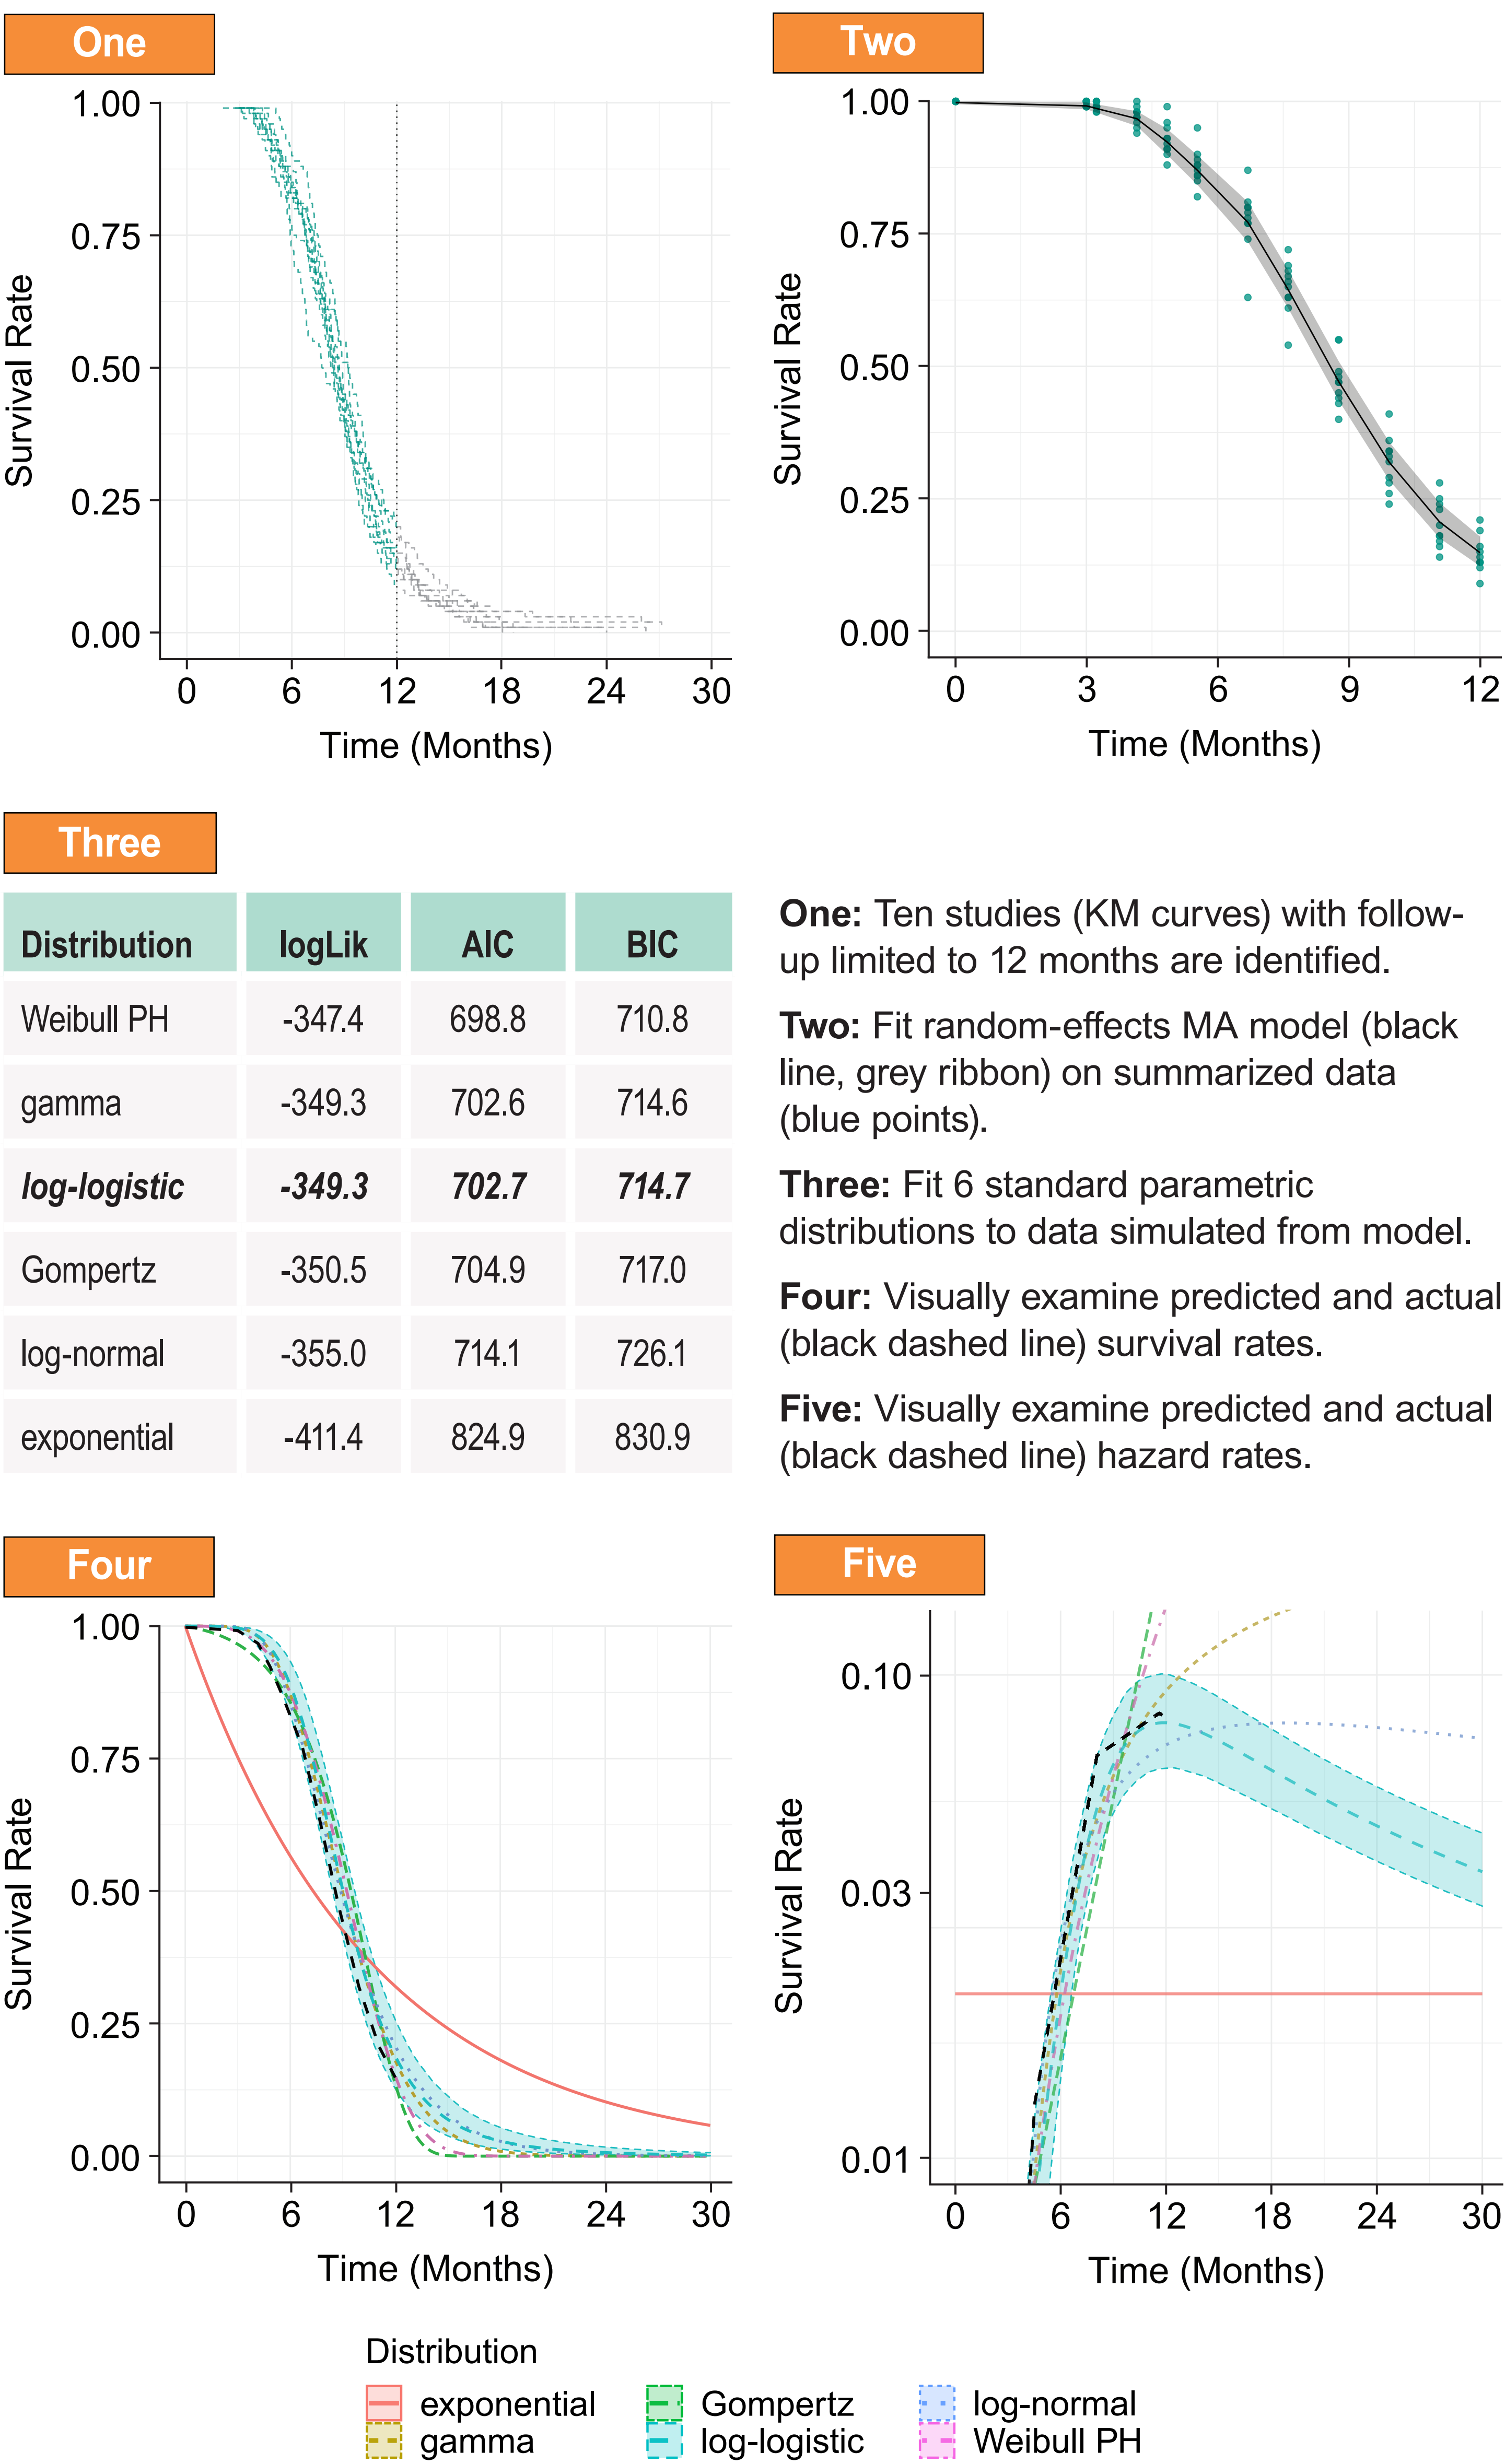 One
1.00
0.75
0.50
0.25
0.00
Survival Rate
0 6 12 18 24 30
Time (Months)
Two
1.00
0.75
0.50
0.25
0.00
Survival Rate
0 3 6 9 12
Time (Months)
Three
Distribution logLik AIC BIC
Weibull PH -347.4 698.8 710.8
gamma -349.3 702.6 714.6
log-logistic -349.3 702.7 714.7
Gompertz -350.5 704.9 717.0
log-normal -355.0 714.1 726.1
exponential -411.4 824.9 830.9
One: Ten studies (KM curves) with follow-
up limited to 12 months are identified.
Two: Fit random-effects MA model (black
line, grey ribbon) on summarized data
(blue points).
Three: Fit 6 standard parametric
distributions to data simulated from model.
Four: Visually examine predicted and actual
(black dashed line) survival rates.
Five: Visually examine predicted and actual
(black dashed line) hazard rates.
Four
1.00
0.75
0.50
0.25
0.00
Survival Rate
0 6 12 18 24 30
Time (Months)
Five
0.10
0.03
0.01
Survival Rate
0 6 12 18 24 30
Time (Months)
Distribution
exponential Gompertz log-normal
gamma log-logistic Weibull PH